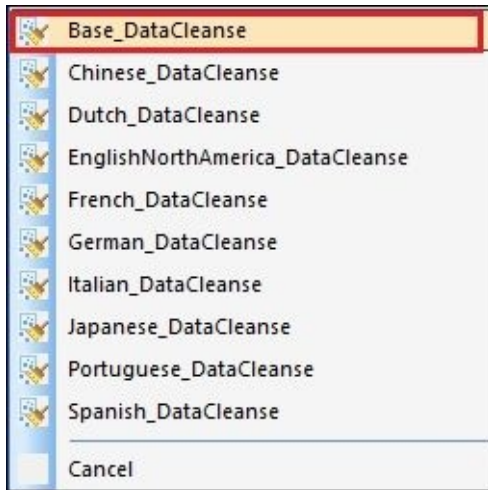 Base_DataCleanse
Chinese_DataCleanse
Dutch_DataCleanse
EnglishNorthAmerica_DataCleanse
French_DataCleanse
German_DataCleanse
Italian_DataCleanse
Japanese_DataCleanse
Portuguese_DataCleanse
Spanish_DataCleanse
Cancel